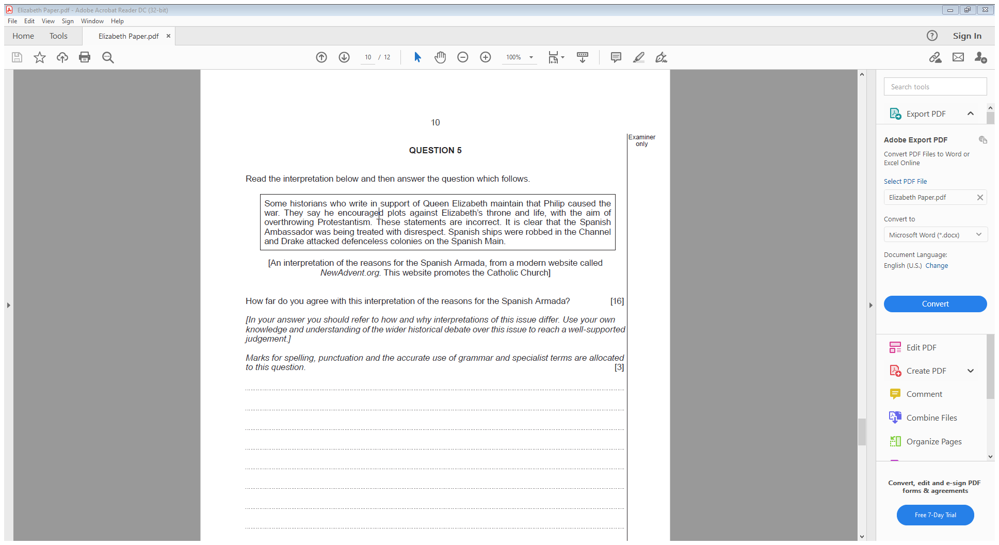 Elizabeth Paper.pdf - Adobe Acrobat Reader DC (32-bit)
File Edit View Sign Window Help
Home Tools Elizabeth Paper.pdf × ? Sign In
10 / 12 100%
Search tools
Export PDF
Adobe Export PDF
Convert PDF Files to Word or
Excel Online
Select PDF File
Elizabeth Paper.pdf
Convert to
Microsoft Word (*.docx)
Document Language:
English (U.S.) Change
Convert
Edit PDF
Create PDF
Comment
Combine Files
Organize Pages
Convert, edit and e-sign PDF
forms & agreements
Free 7-Day Trial
10
Examiner
only
QUESTION 5
Read the interpretation below and then answer the question which follows.
Some historians who write in support of Queen Elizabeth maintain that Philip caused the
war. They say he encouraged plots against Elizabeth's throne and life, with the aim of
overthrowing Protestantism. These statements are incorrect. It is clear that the Spanish
Ambassador was being treated with disrespect. Spanish ships were robbed in the Channel
and Drake attacked defenceless colonies on the Spanish Main.
[An interpretation of the reasons for the Spanish Armada, from a modern website called
NewAdvent.org. This website promotes the Catholic Church]
How far do you agree with this interpretation of the reasons for the Spanish Armada? [16]
[In your answer you should refer to how and why interpretations of this issue differ. Use your own
knowledge and understanding of the wider historical debate over this issue to reach a well-supported
judgement.]
Marks for spelling, punctuation and the accurate use of grammar and specialist terms are allocated
to this question. [3]